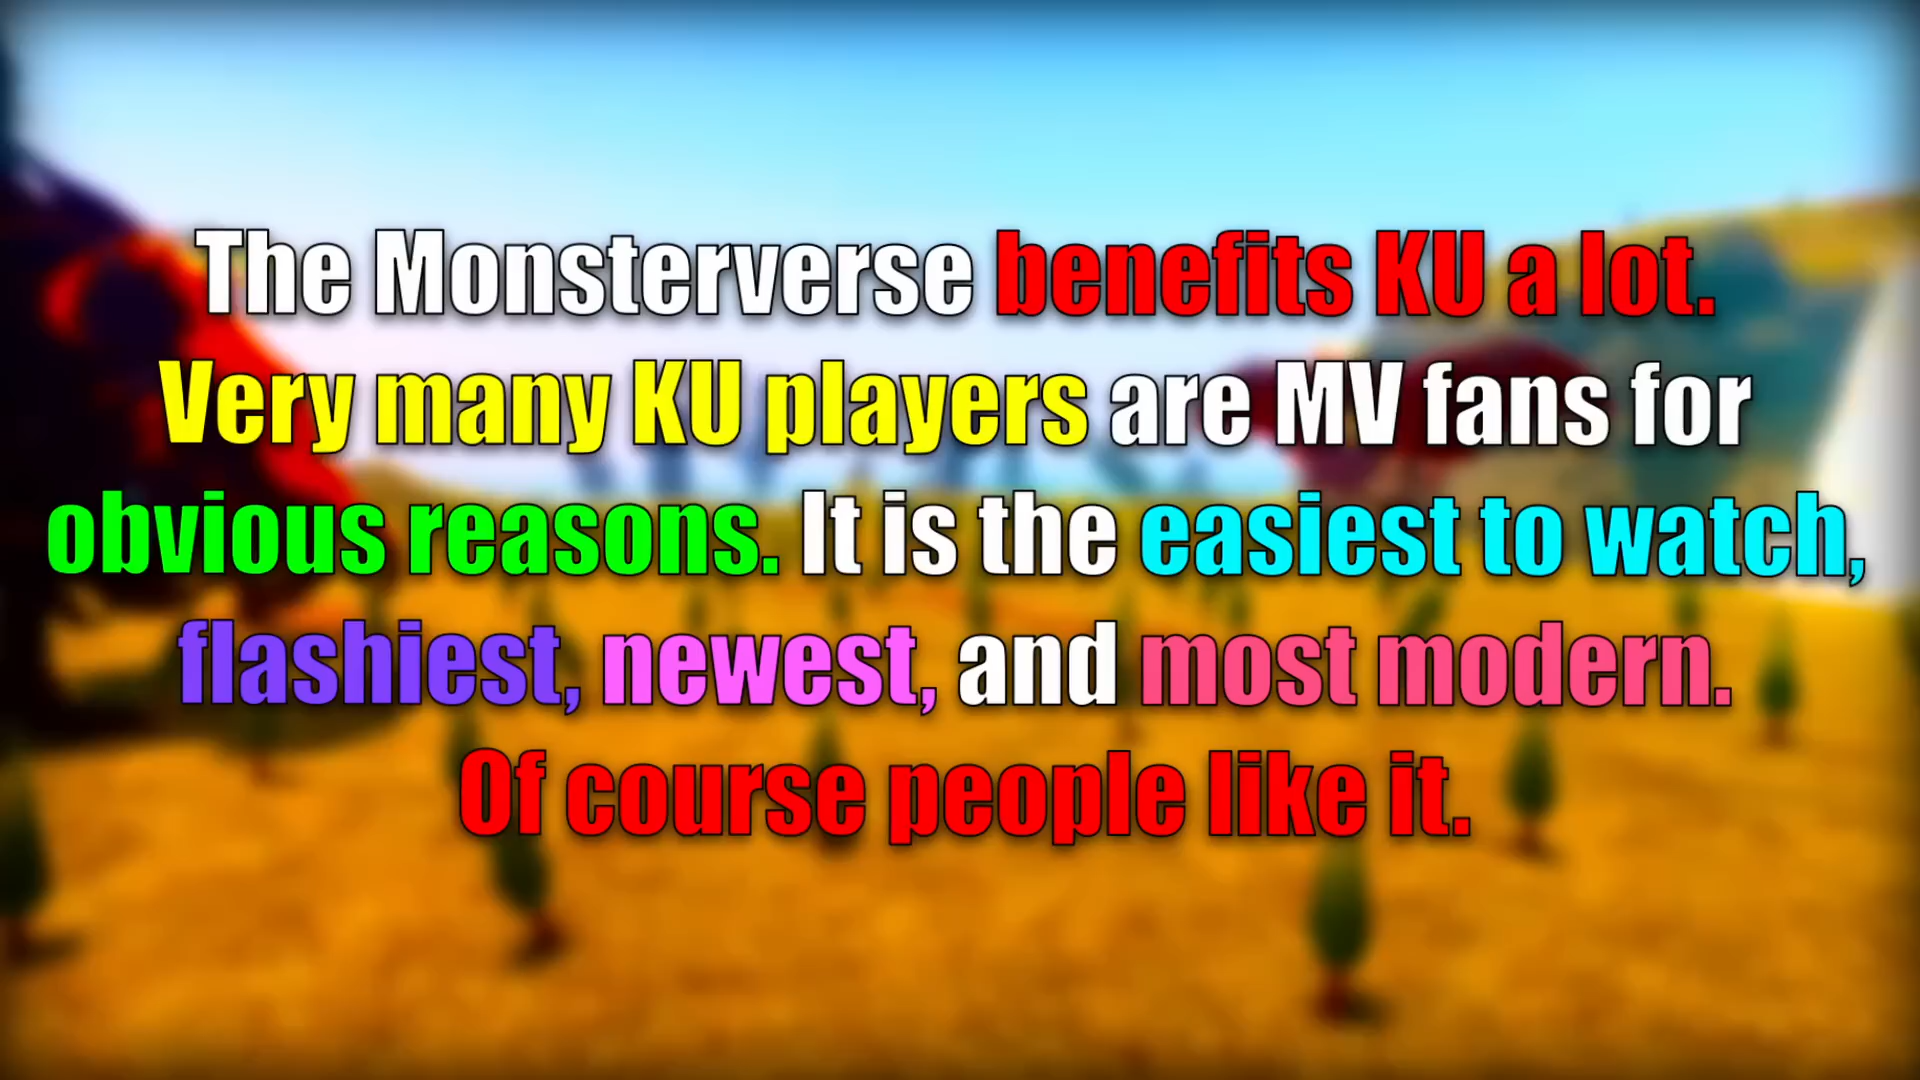 The Monsterverse benefits KU a lot.
Very many KU players are MV fans for
obvious reasons. It is the easiest to watch,
flashiest, newest, and most modern.
Of course people like it.